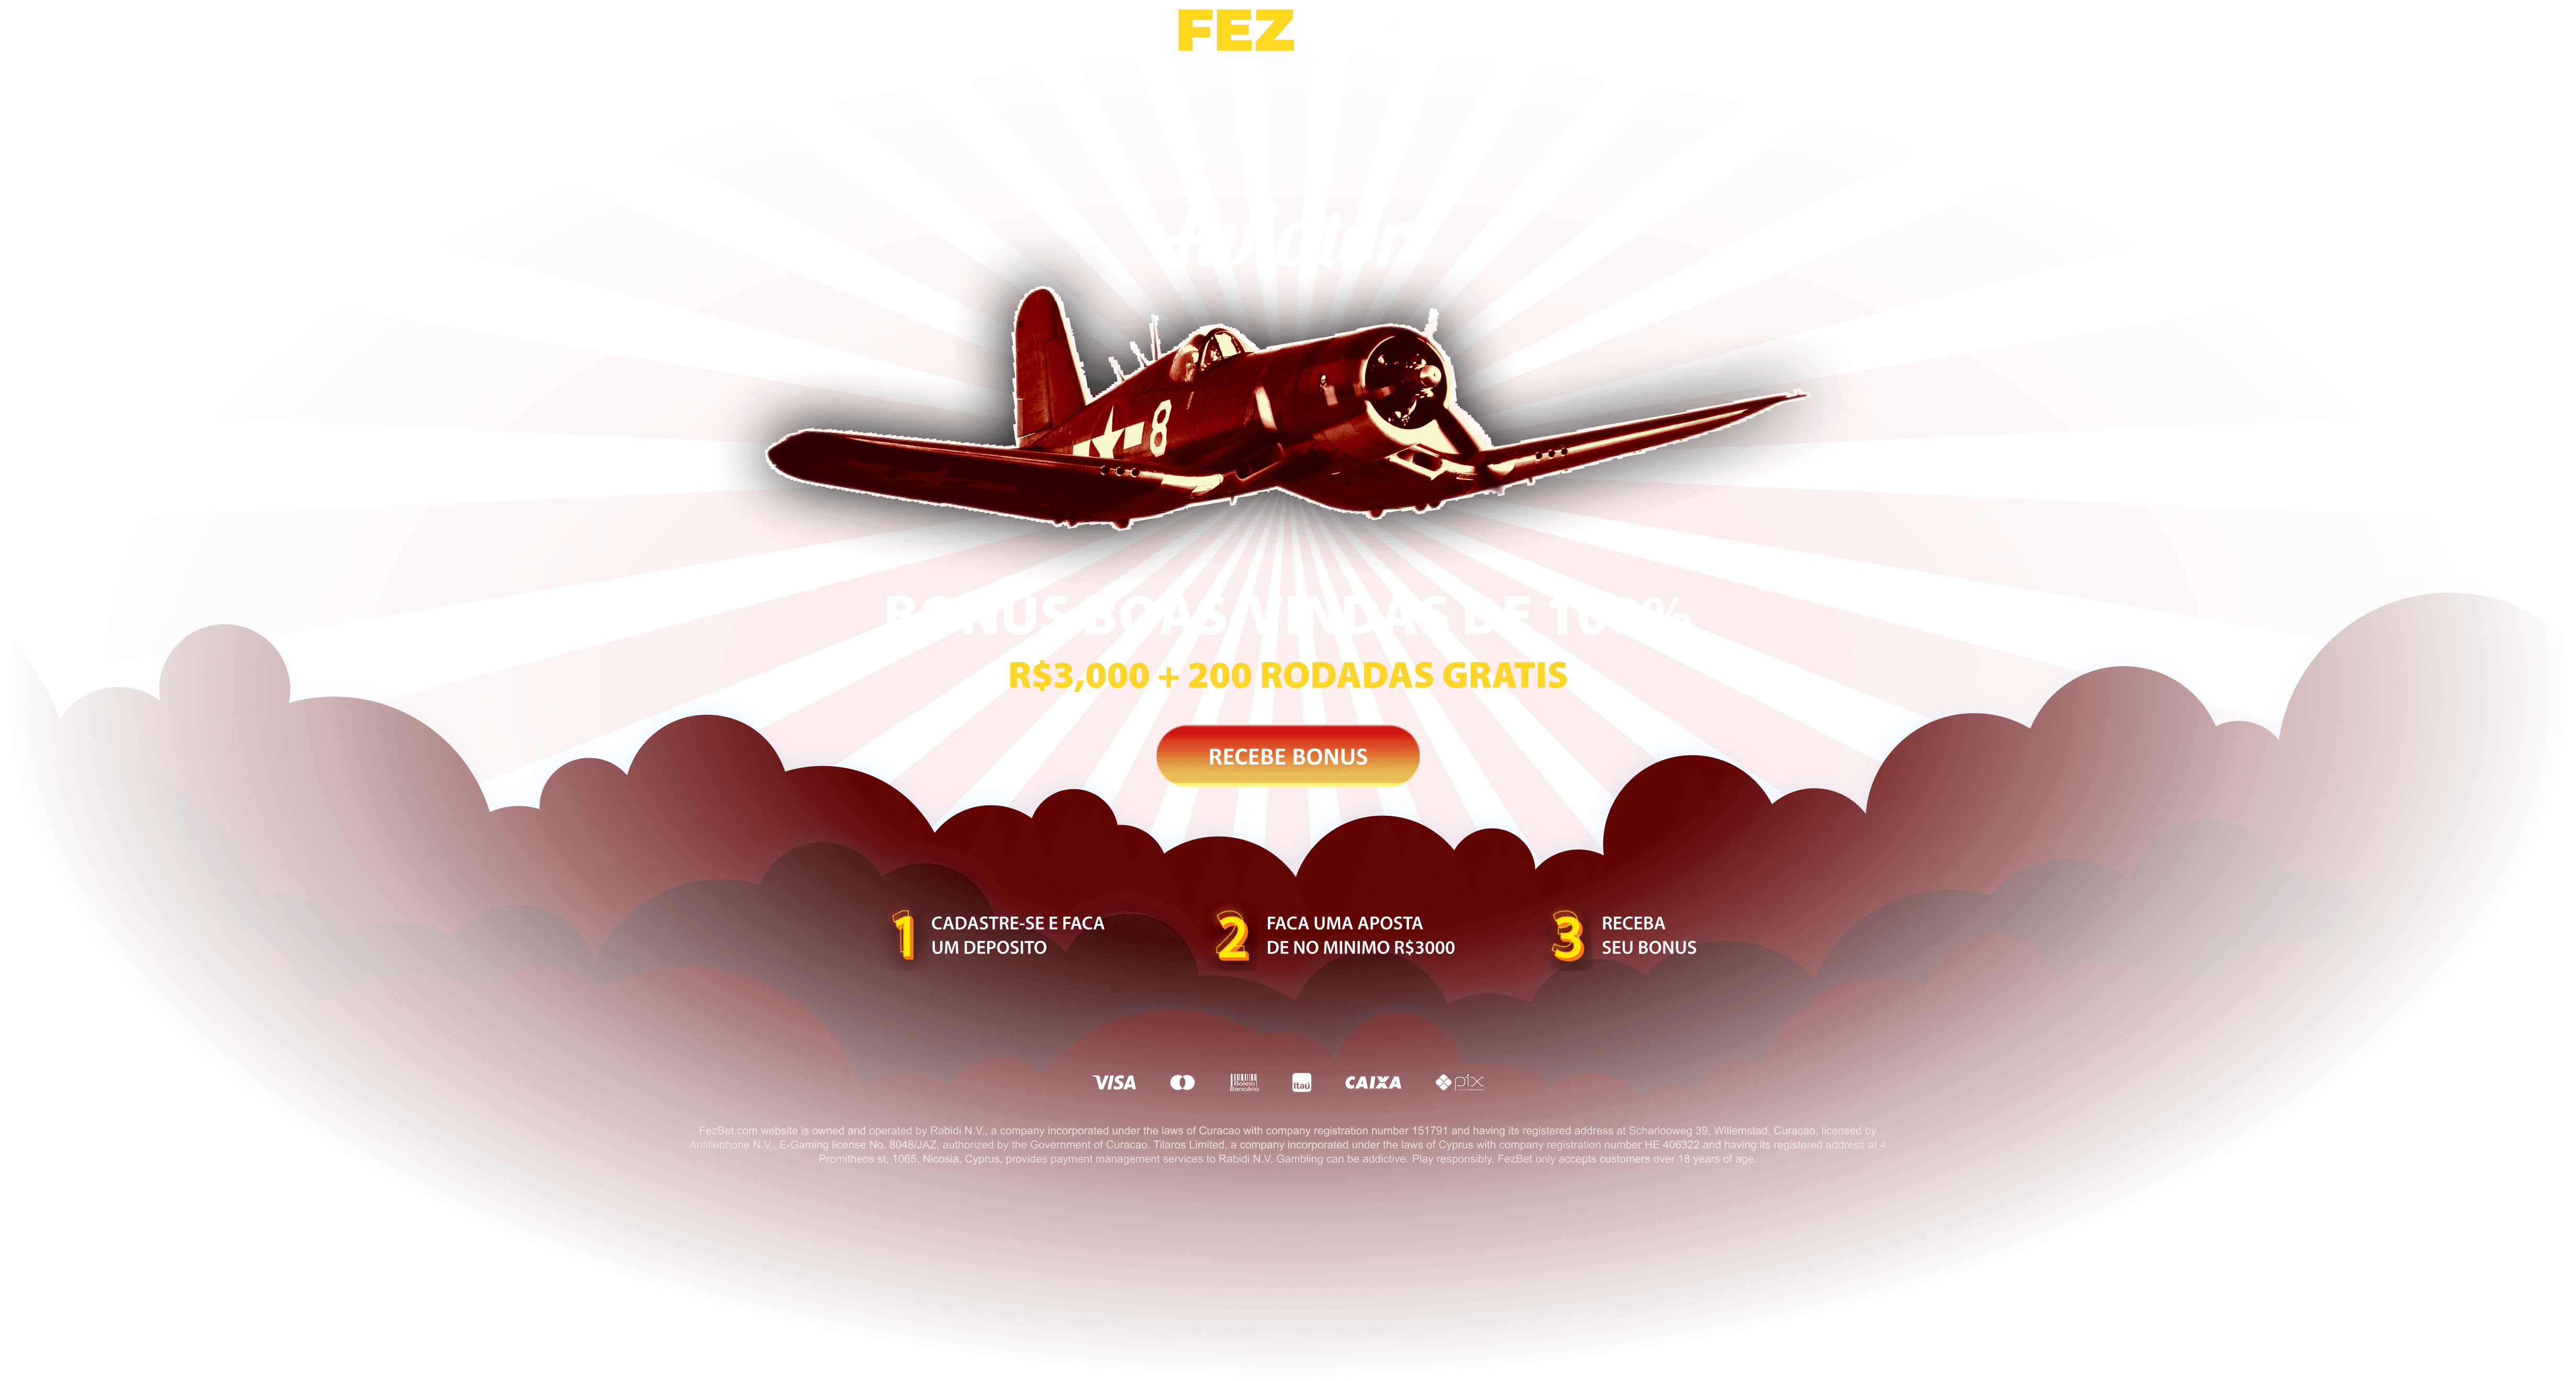 FEZ
Aviator
8
BONUS BOAS-VINDAS DE 100%
R$3,000 + 200 RODADAS GRATIS
RECEBE BONUS
1 CADASTRE-SE E FACA
UM DEPOSITO
2 FACA UMA APOSTA
DE NO MINIMO R$3000
3 RECEBA
SEU BONUS
VISA Boleto Bancário Itaú CAIXA pix
FezBet.com website is owned and operated by Rabidi N.V., a company incorporated under the laws of Curacao with company registration number 151791 and having its registered address at Scharlooweg 39, Willemstad, Curacao, licensed by
Antillephone N.V., E-Gaming license No. 8048/JAZ, authorized by the Government of Curacao. Tilaros Limited, a company incorporated under the laws of Cyprus with company registration number HE 406322 and having its registered address at 4
Promitheos st, 1065, Nicosia, Cyprus, provides payment management services to Rabidi N.V. Gambling can be addictive. Play responsibly. FezBet only accepts customers over 18 years of age.